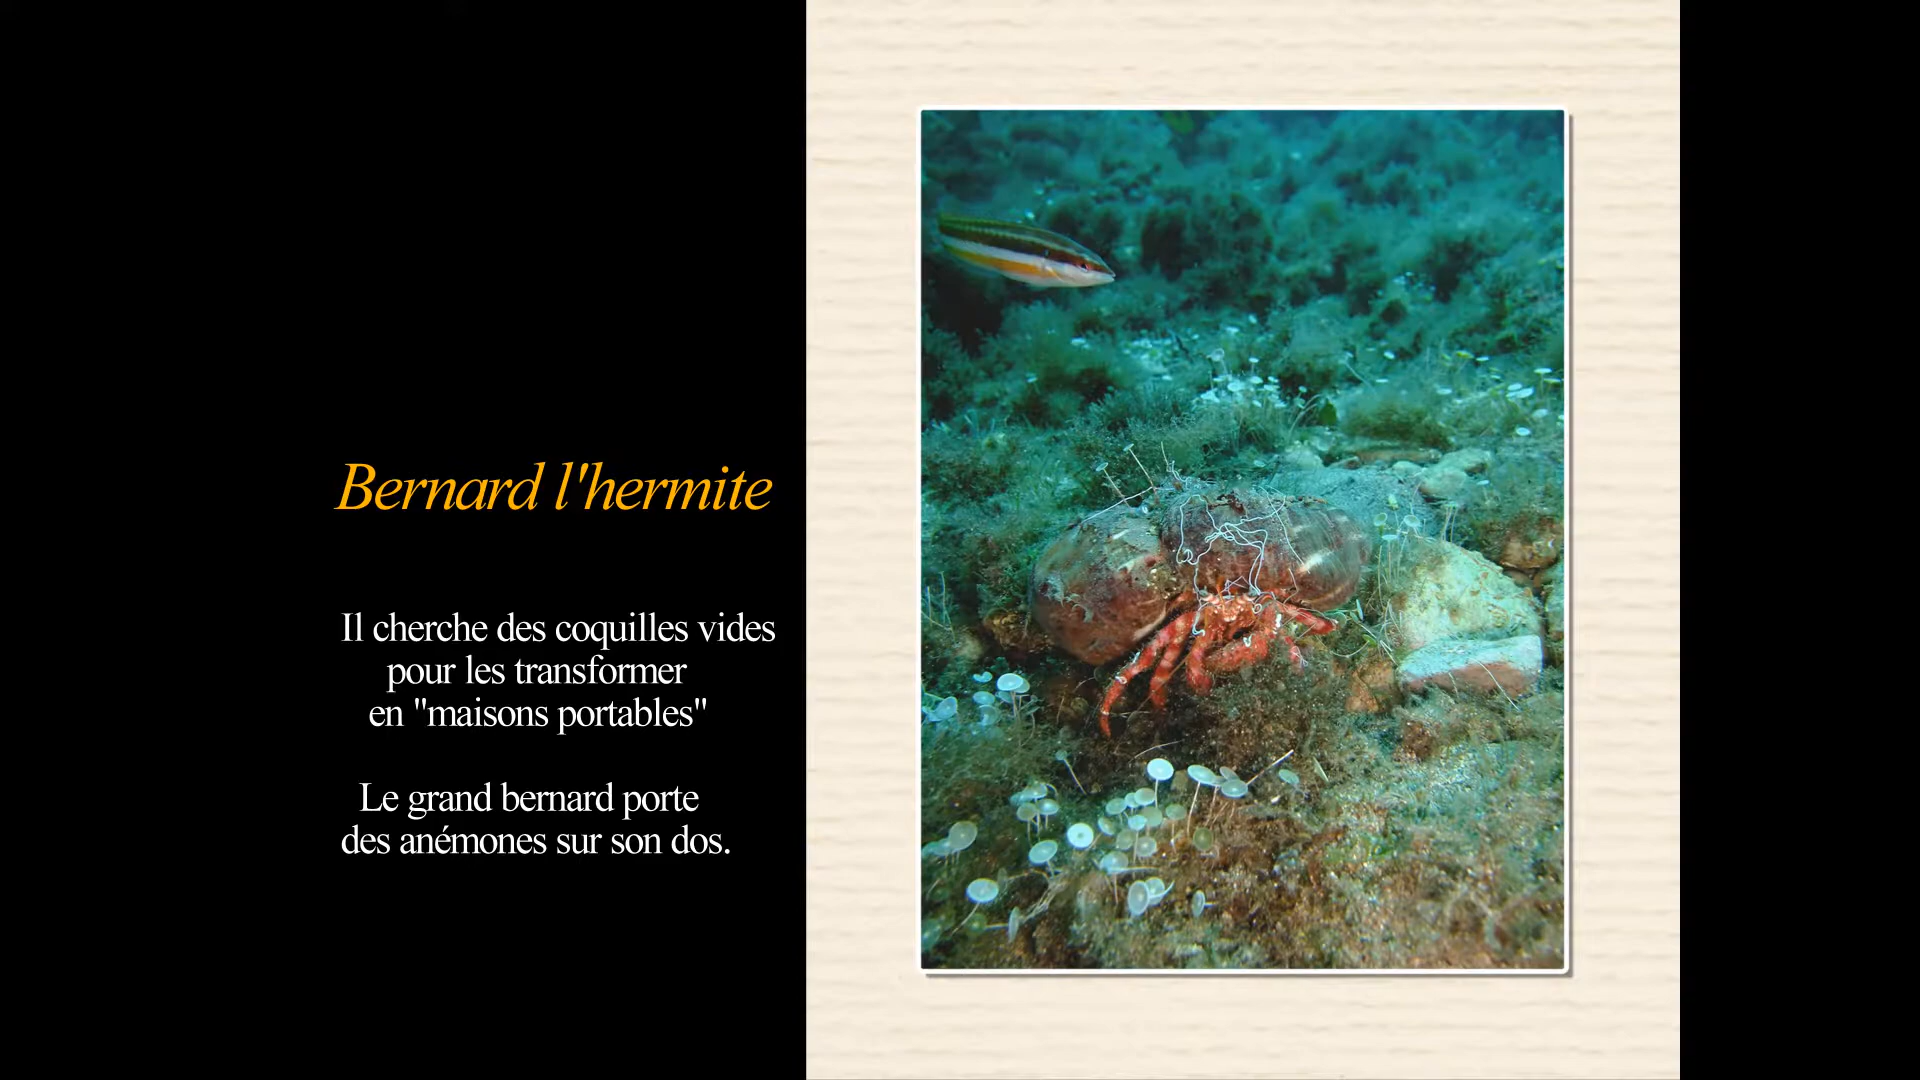 Bernard l'hermite
Il cherche des coquilles vides
pour les transformer
en "maisons portables"
Le grand bernard porte
des anémones sur son dos.